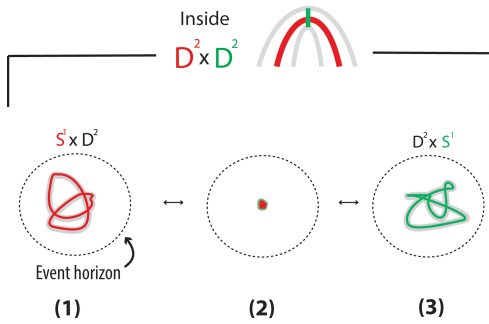 Inside
D² x D²
S¹ x D²
D² x S¹
Event horizon
(1)
(2)
(3)